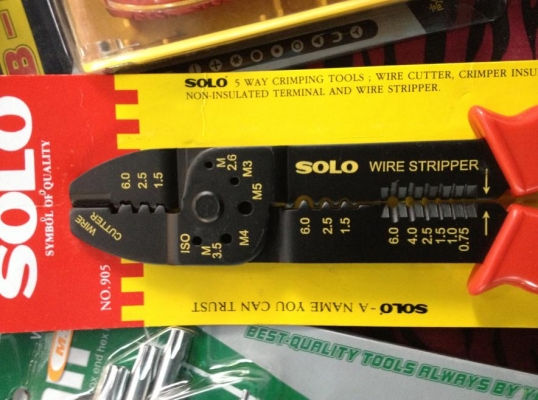 SOLO 5 WAY CRIMPING TOOLS ; WIRE CUTTER, CRIMPER INSU
NON-INSULATED TERMINAL AND WIRE STRIPPER.
SOLO
SYMBOL OF QUALITY
NO.905
WIRE
CUTTER
6.0
2.5
1.5
M
2.6
M3
M5
M4
M
3.5
ISO
SOLO WIRE STRIPPER
6.0
2.5
1.5
6.0
4.0
2.5
1.5
1.0
0.75
SOLO - A NAME YOU CAN TRUST
BEST-QUALITY TOOLS ALWAYS BY Y